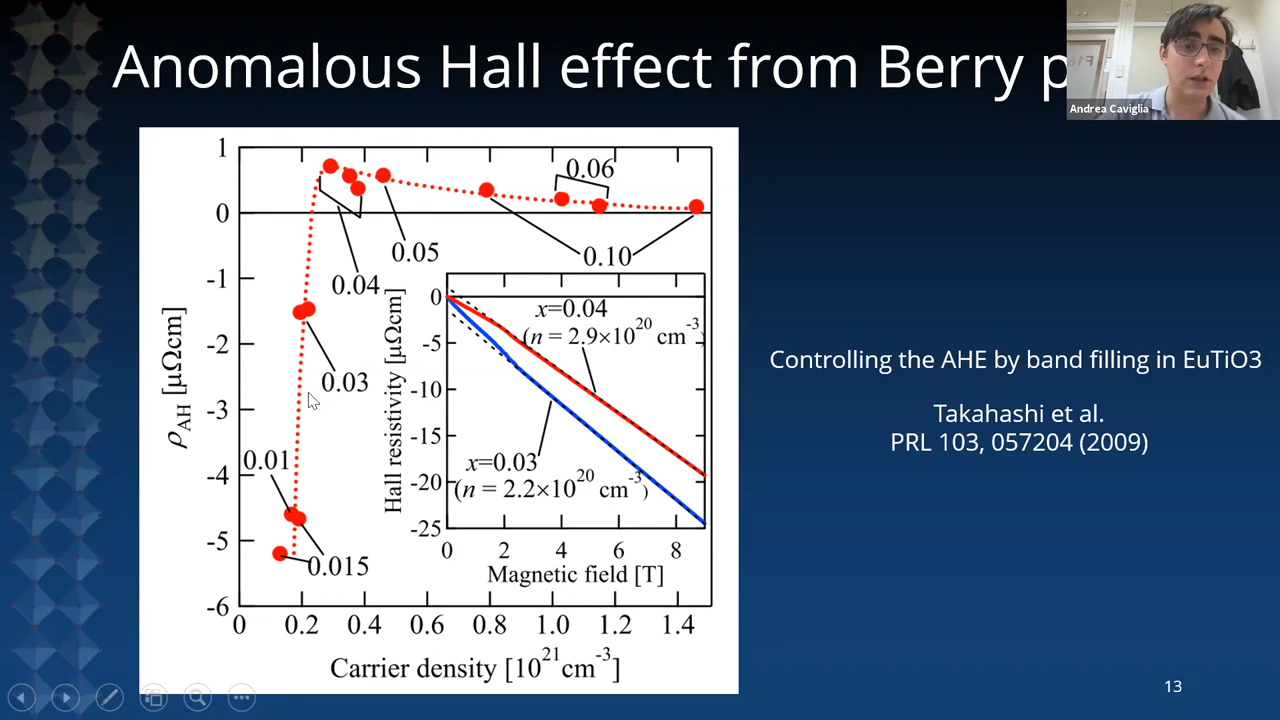 Anomalous Hall effect from Berry p
Andrea Caviglia
1
0
-1
-2
-3
-4
-5
-6
ρAH [μΩcm]
0.06
0.05
0.10
0.04
0.03
0.01
0.015
0 0.2 0.4 0.6 0.8 1.0 1.2 1.4
Carrier density [10²¹cm⁻³]
0
-5
-10
-15
-20
-25
Hall resistivity [μΩcm]
x=0.04
(n = 2.9×10²⁰ cm⁻³)
x=0.03
(n = 2.2×10²⁰ cm⁻³)
0 2 4 6 8
Magnetic field [T]
Controlling the AHE by band filling in EuTiO3
Takahashi et al.
PRL 103, 057204 (2009)
13